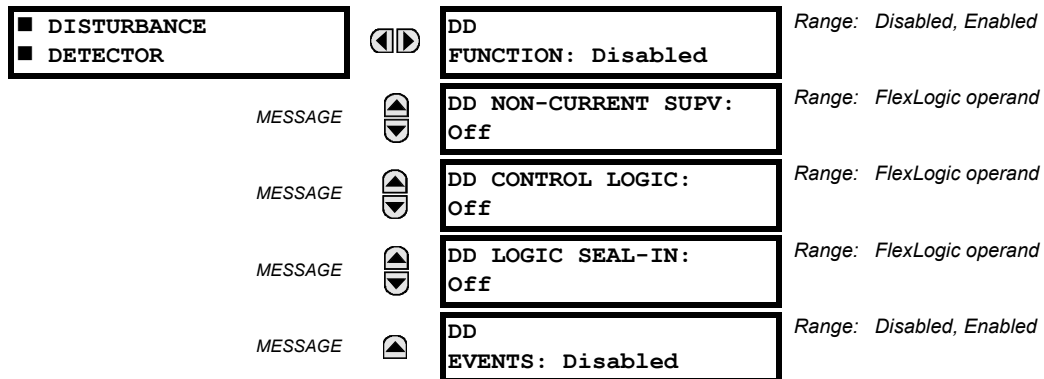 ■ DISTURBANCE
■ DETECTOR
DD
FUNCTION: Disabled
Range: Disabled, Enabled
MESSAGE
DD NON-CURRENT SUPV:
Off
Range: FlexLogic operand
MESSAGE
DD CONTROL LOGIC:
Off
Range: FlexLogic operand
MESSAGE
DD LOGIC SEAL-IN:
Off
Range: FlexLogic operand
MESSAGE
DD
EVENTS: Disabled
Range: Disabled, Enabled